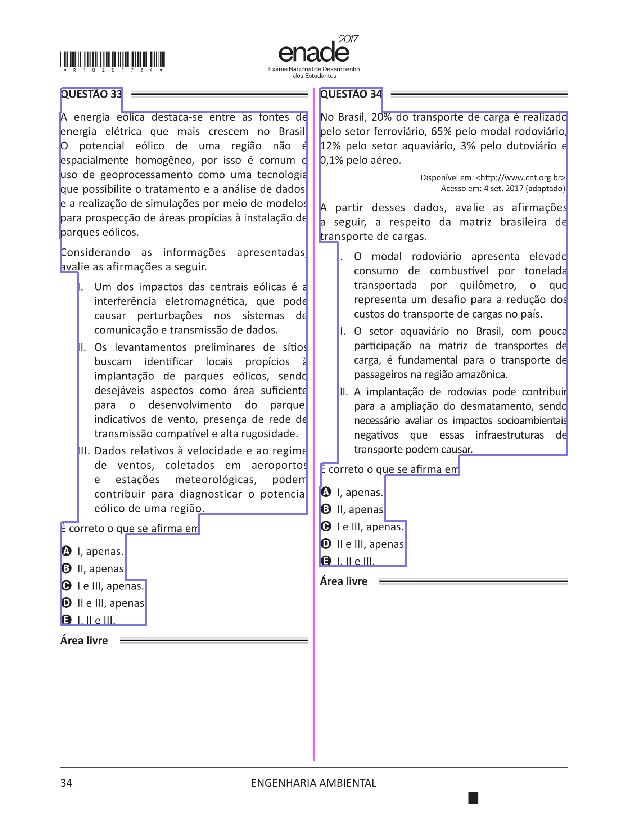 *R1020173 4*
2017
enade
Exame Nacional de Desempenho
dos Estudantes
QUESTÃO 33
A energia eólica destaca-se entre as fontes de
energia elétrica que mais crescem no Brasil.
O potencial eólico de uma região não é
espacialmente homogêneo, por isso é comum o
uso de geoprocessamento como uma tecnologia
que possibilite o tratamento e a análise de dados
e a realização de simulações por meio de modelos
para prospecção de áreas propícias à instalação de
parques eólicos.
Considerando as informações apresentadas,
avalie as afirmações a seguir.
I. Um dos impactos das centrais eólicas é a
interferência eletromagnética, que pode
causar perturbações nos sistemas de
comunicação e transmissão de dados.
II. Os levantamentos preliminares de sítios
buscam identificar locais propícios à
implantação de parques eólicos, sendo
desejáveis aspectos como área suficiente
para o desenvolvimento do parque,
indicativos de vento, presença de rede de
transmissão compatível e alta rugosidade.
III. Dados relativos à velocidade e ao regime
de ventos, coletados em aeroportos
e estações meteorológicas, podem
contribuir para diagnosticar o potencial
eólico de uma região.
É correto o que se afirma em
A I, apenas.
B II, apenas.
C I e III, apenas.
D II e III, apenas.
E I, II e III.
Área livre
QUESTÃO 34
No Brasil, 20% do transporte de carga é realizado
pelo setor ferroviário, 65% pelo modal rodoviário,
12% pelo setor aquaviário, 3% pelo dutoviário e
0,1% pelo aéreo.
Disponível em: <http://www.cnt.org.br>.
Acesso em: 4 set. 2017 (adaptado).
A partir desses dados, avalie as afirmações
a seguir, a respeito da matriz brasileira de
transporte de cargas.
I. O modal rodoviário apresenta elevado
consumo de combustível por tonelada
transportada por quilômetro, o que
representa um desafio para a redução dos
custos do transporte de cargas no país.
II. O setor aquaviário no Brasil, com pouca
participação na matriz de transportes de
carga, é fundamental para o transporte de
passageiros na região amazônica.
III. A implantação de rodovias pode contribuir
para a ampliação do desmatamento, sendo
necessário avaliar os impactos socioambientais
negativos que essas infraestruturas de
transporte podem causar.
É correto o que se afirma em
A I, apenas.
B II, apenas.
C I e III, apenas.
D II e III, apenas.
E I, II e III.
Área livre
34
ENGENHARIA AMBIENTAL